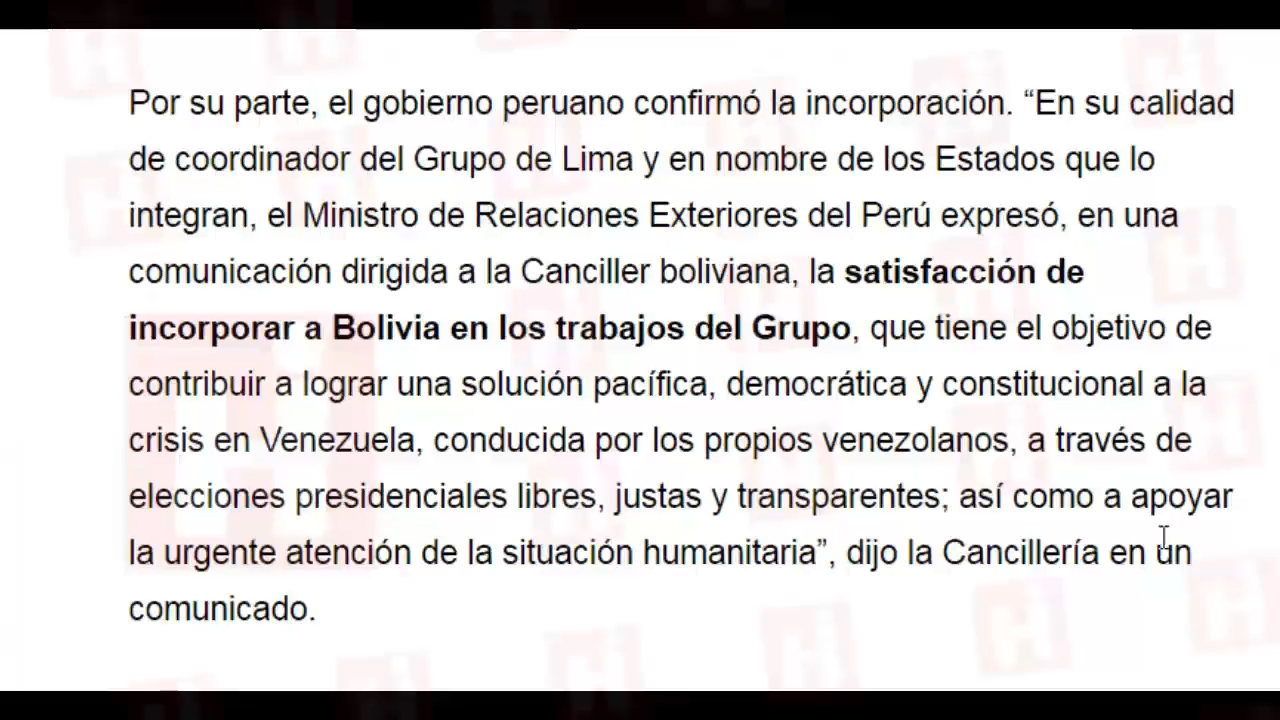 Por su parte, el gobierno peruano confirmó la incorporación. “En su calidad
de coordinador del Grupo de Lima y en nombre de los Estados que lo
integran, el Ministro de Relaciones Exteriores del Perú expresó, en una
comunicación dirigida a la Canciller boliviana, la satisfacción de
incorporar a Bolivia en los trabajos del Grupo, que tiene el objetivo de
contribuir a lograr una solución pacífica, democrática y constitucional a la
crisis en Venezuela, conducida por los propios venezolanos, a través de
elecciones presidenciales libres, justas y transparentes; así como a apoyar
la urgente atención de la situación humanitaria”, dijo la Cancillería en un
comunicado.